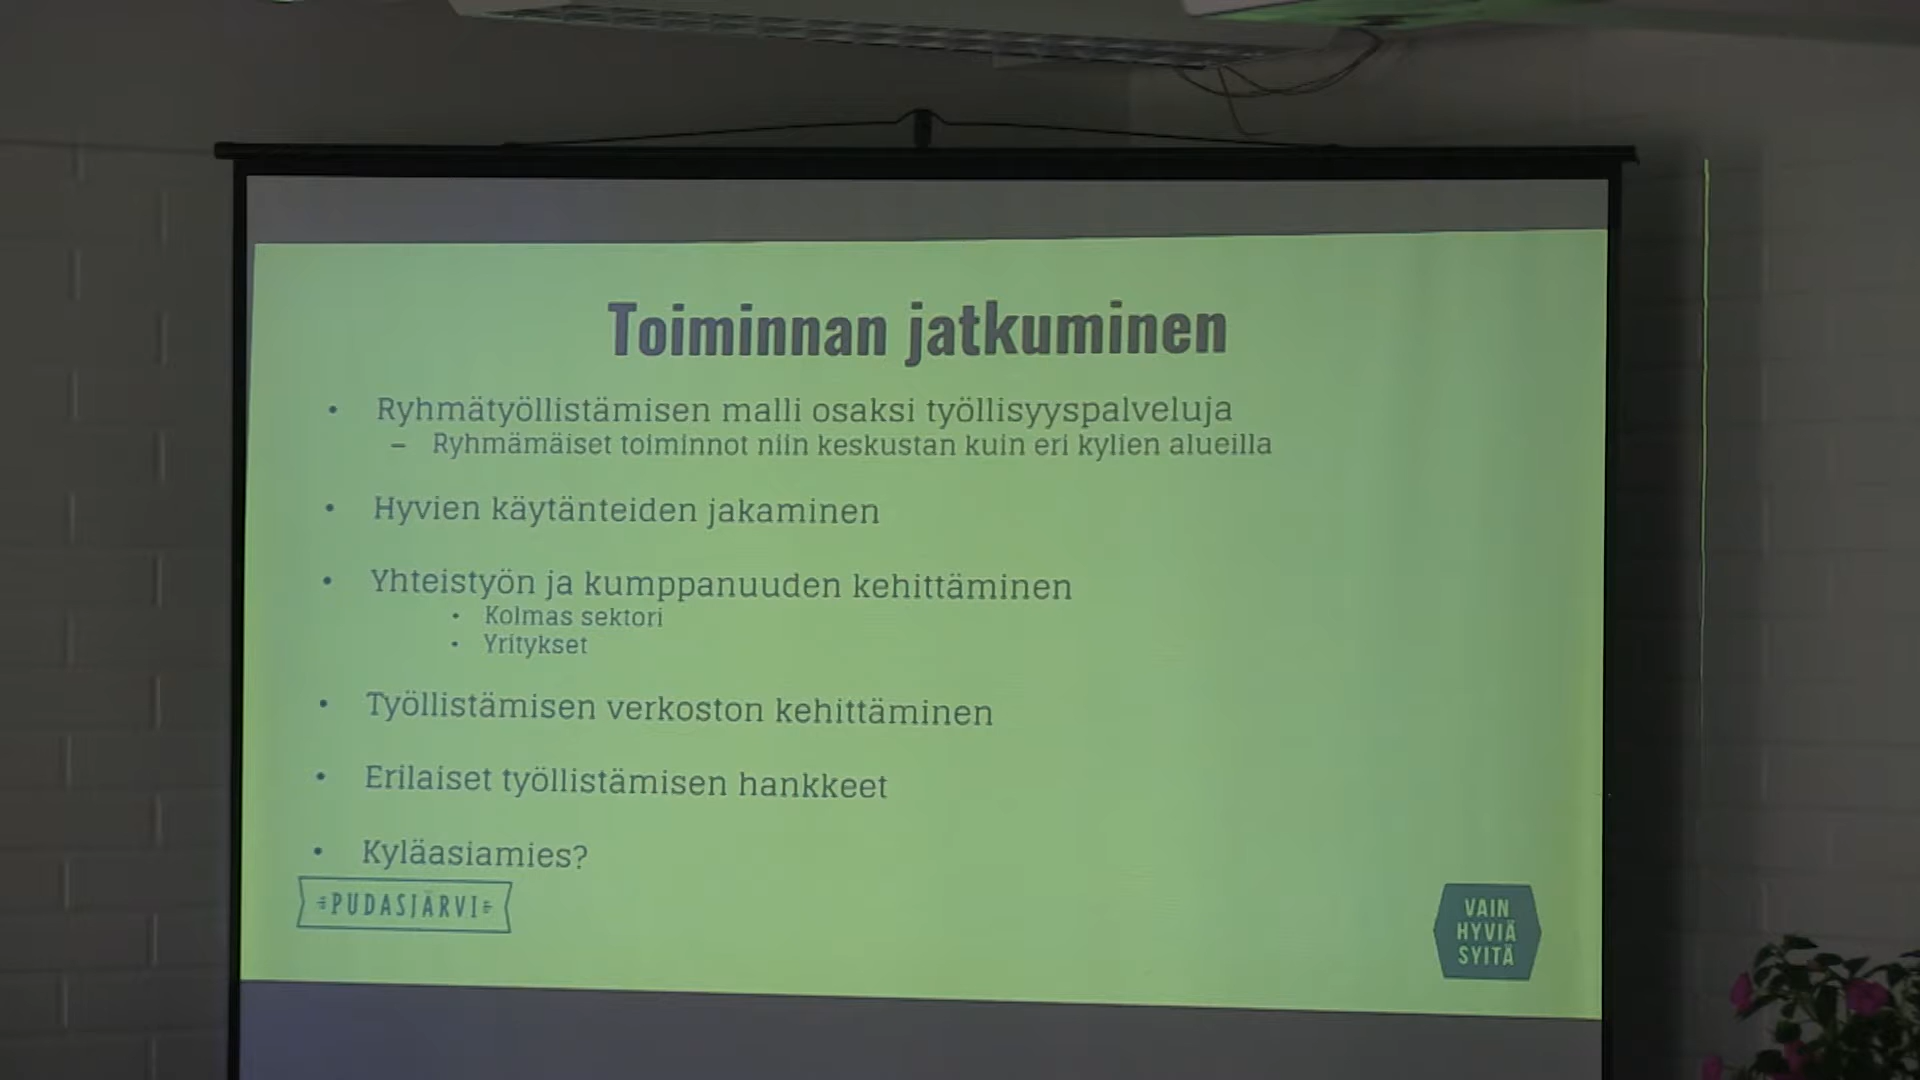 Toiminnan jatkuminen
• Ryhmätyöllistämisen malli osaksi työllisyyspalveluja
– Ryhmämäiset toiminnot niin keskustan kuin eri kylien alueilla
• Hyvien käytänteiden jakaminen
• Yhteistyön ja kumppanuuden kehittäminen
• Kolmas sektori
• Yritykset
• Työllistämisen verkoston kehittäminen
• Erilaiset työllistämisen hankkeet
• Kyläasiamies?
PUDASJÄRVI
VAIN
HYVIÄ
SYITÄ